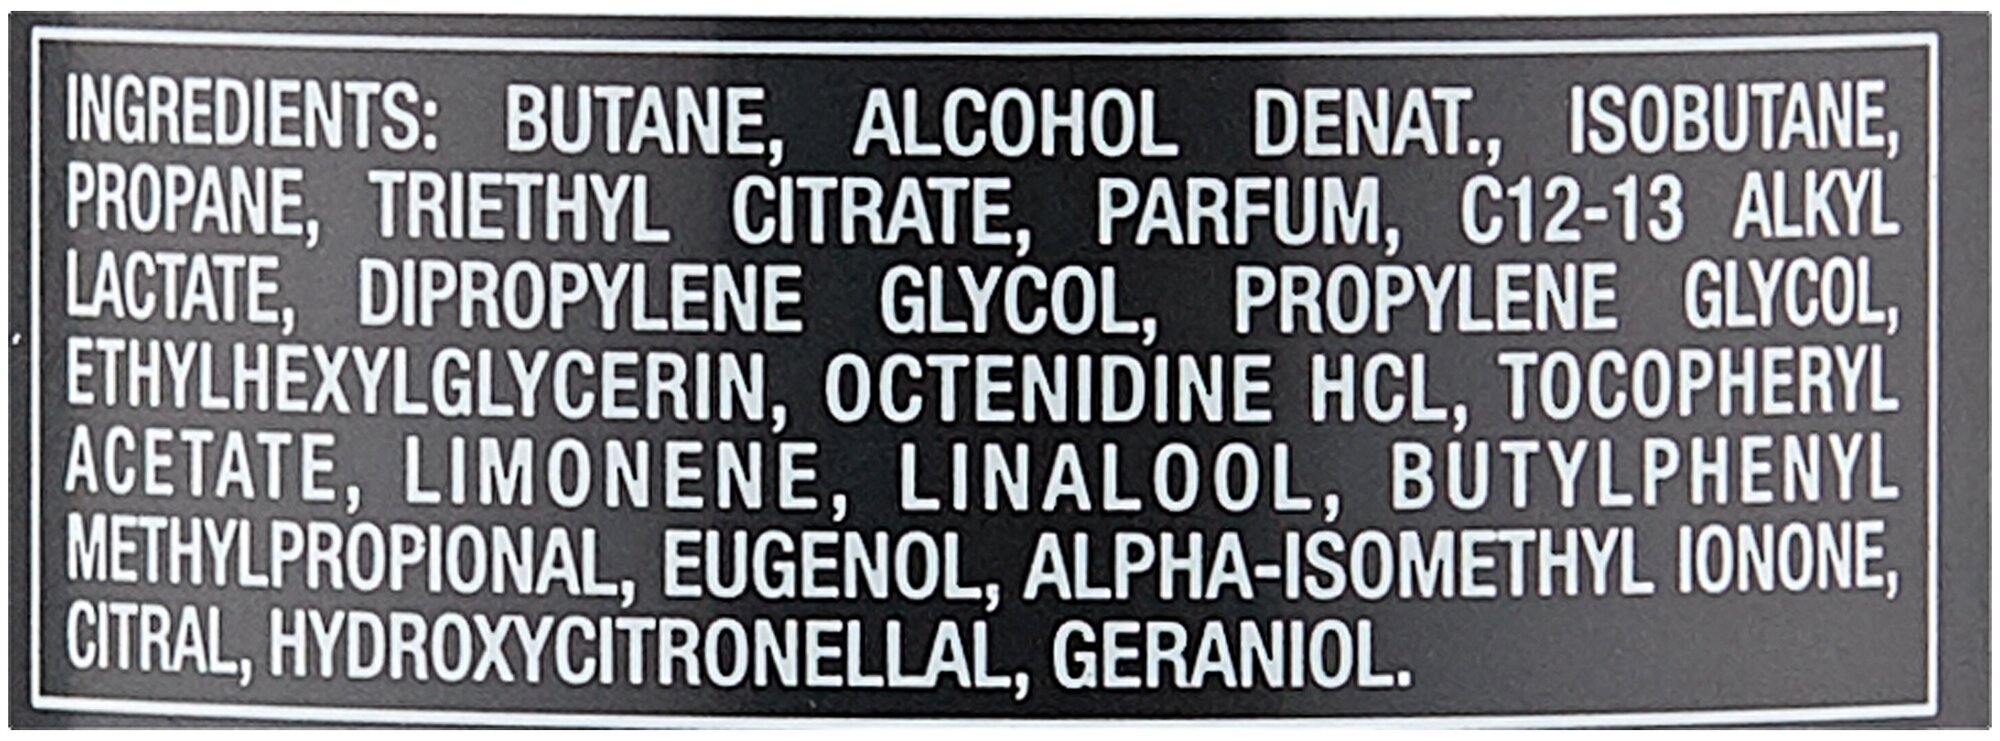 INGREDIENTS: BUTANE, ALCOHOL DENAT., ISOBUTANE,
PROPANE, TRIETHYL CITRATE, PARFUM, C12-13 ALKYL
LACTATE, DIPROPYLENE GLYCOL, PROPYLENE GLYCOL,
ETHYLHEXYLGLYCERIN, OCTENIDINE HCL, TOCOPHERYL
ACETATE, LIMONENE, LINALOOL, BUTYLPHENYL
METHYLPROPIONAL, EUGENOL, ALPHA-ISOMETHYL IONONE,
CITRAL, HYDROXYCITRONELLAL, GERANIOL.